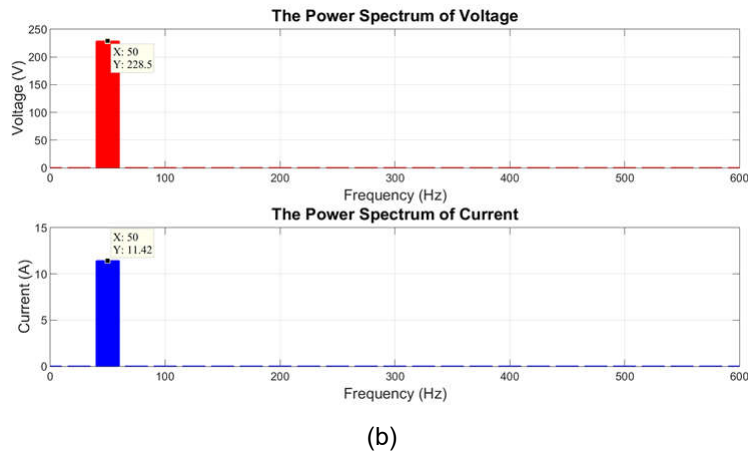 The Power Spectrum of Voltage
250
200
150
100
50
0
Voltage (V)
X: 50
Y: 228.5
0 100 200 300 400 500 600
Frequency (Hz)
The Power Spectrum of Current
15
10
5
0
Current (A)
X: 50
Y: 11.42
0 100 200 300 400 500 600
Frequency (Hz)
(b)